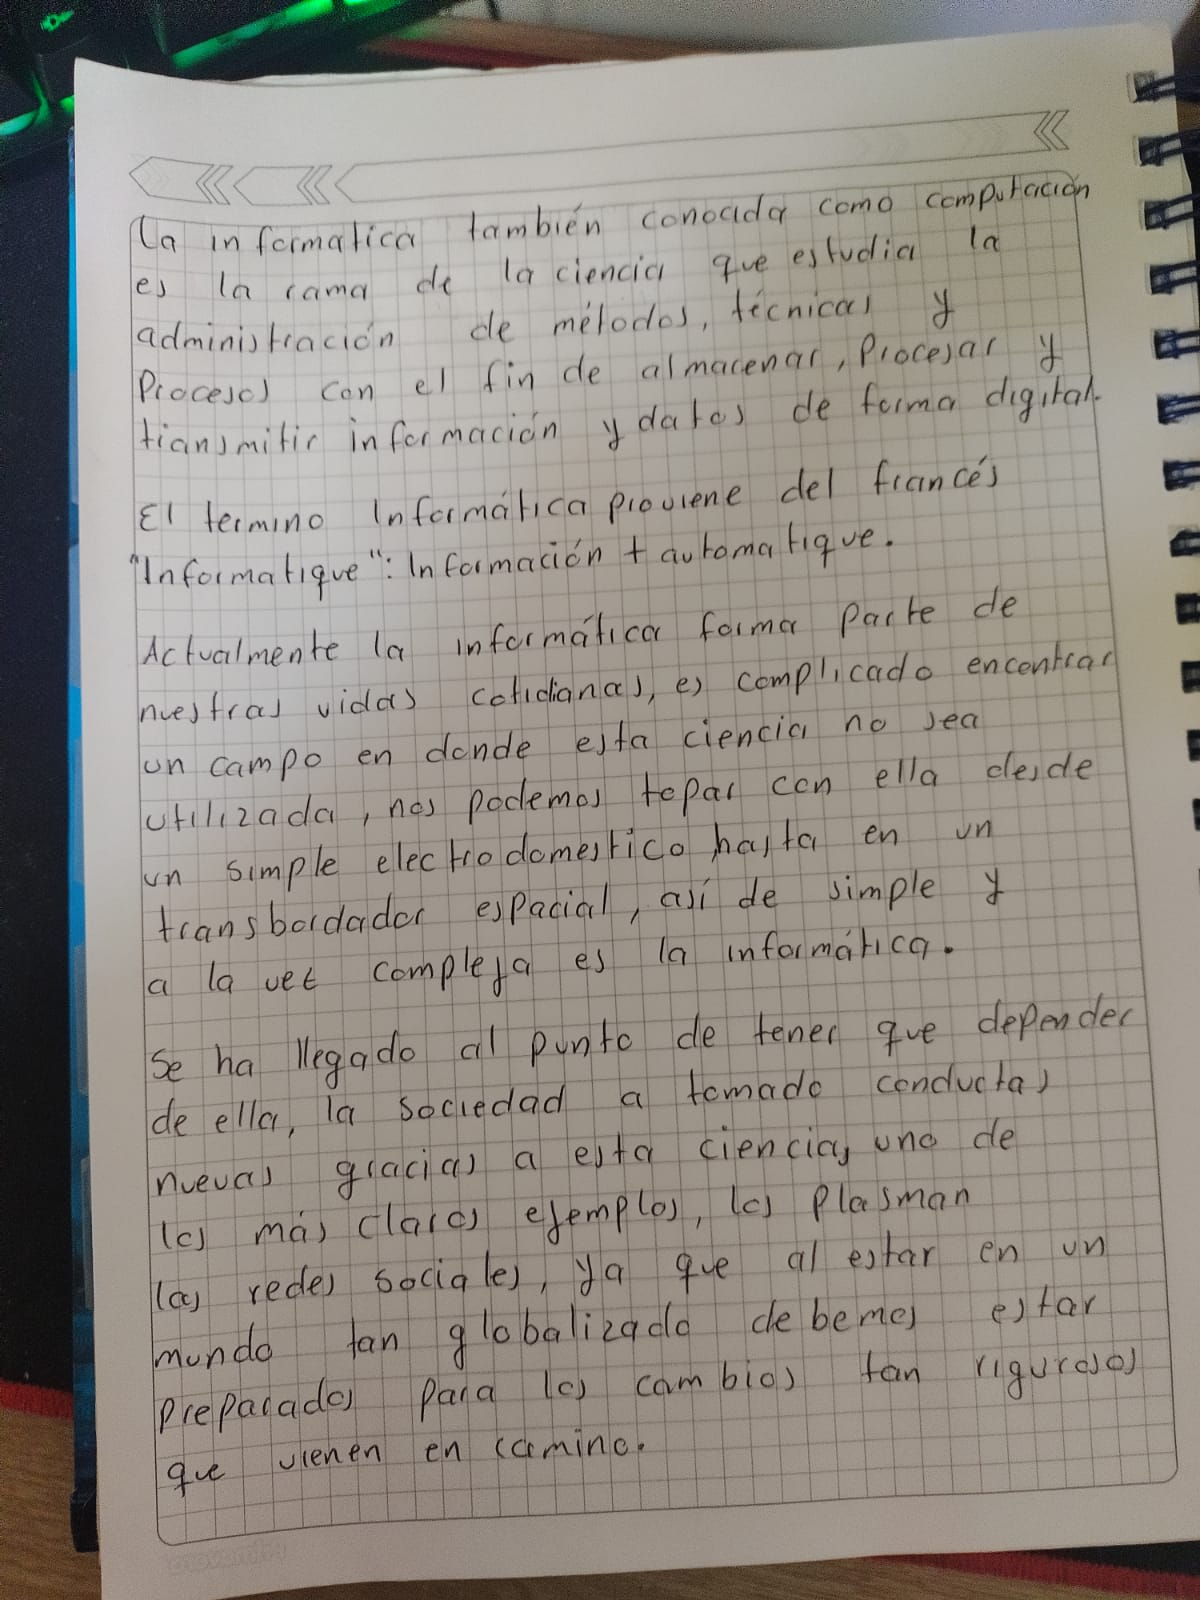 La informatica también conocida como computación
es la rama de la ciencia que estudia la
administración de métodos, técnicas y
Procesos con el fin de almacenar, Procesar y
transmitir información y datos de forma digital.
El termino Informática proviene del francés
"Informatique": Información + automatique.
Actualmente la informática forma parte de
nuestras vidas cotidianas, es complicado encontrar
un campo en donde esta ciencia no sea
utilizada, nos podemos topar con ella desde
un simple electrodomestico hasta en un
transbordador espacial, así de simple y
a la vez compleja es la informática.
Se ha llegado al punto de tener que depender
de ella, la sociedad a tomado conductas
nuevas gracias a esta ciencia, uno de
los más claros ejemplos, los plasman
las redes sociales, ya que al estar en un
mundo tan globalizado debemos estar
preparados para los cambios tan rigurosos
que vienen en camino.